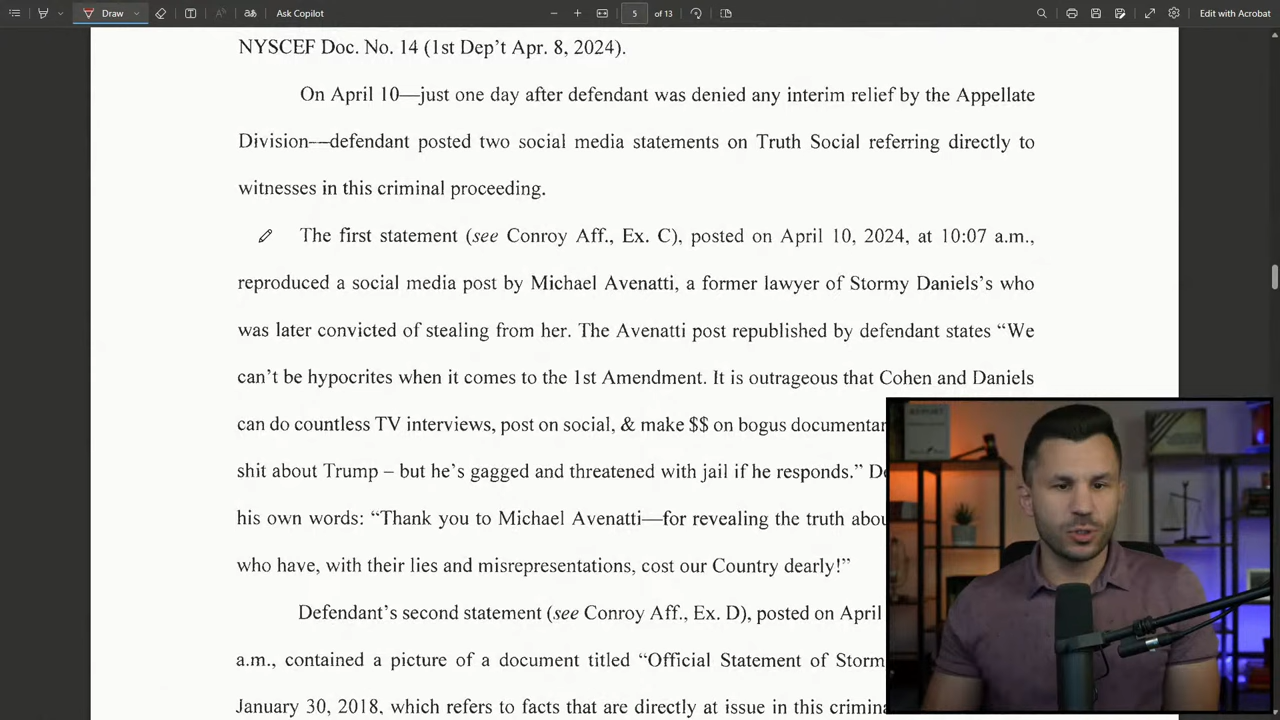 Draw
Ask Copilot
5 of 13
Edit with Acrobat
NYSCEF Doc. No. 14 (1st Dep't Apr. 8, 2024).
On April 10—just one day after defendant was denied any interim relief by the Appellate
Division—defendant posted two social media statements on Truth Social referring directly to
witnesses in this criminal proceeding.
The first statement (see Conroy Aff., Ex. C), posted on April 10, 2024, at 10:07 a.m.,
reproduced a social media post by Michael Avenatti, a former lawyer of Stormy Daniels's who
was later convicted of stealing from her. The Avenatti post republished by defendant states “We
can't be hypocrites when it comes to the 1st Amendment. It is outrageous that Cohen and Daniels
can do countless TV interviews, post on social, & make $$ on bogus documentar
shit about Trump – but he's gagged and threatened with jail if he responds.” De
his own words: “Thank you to Michael Avenatti—for revealing the truth abou
who have, with their lies and misrepresentations, cost our Country dearly!”
Defendant's second statement (see Conroy Aff., Ex. D), posted on April
a.m., contained a picture of a document titled “Official Statement of Storm
January 30, 2018, which refers to facts that are directly at issue in this crimina